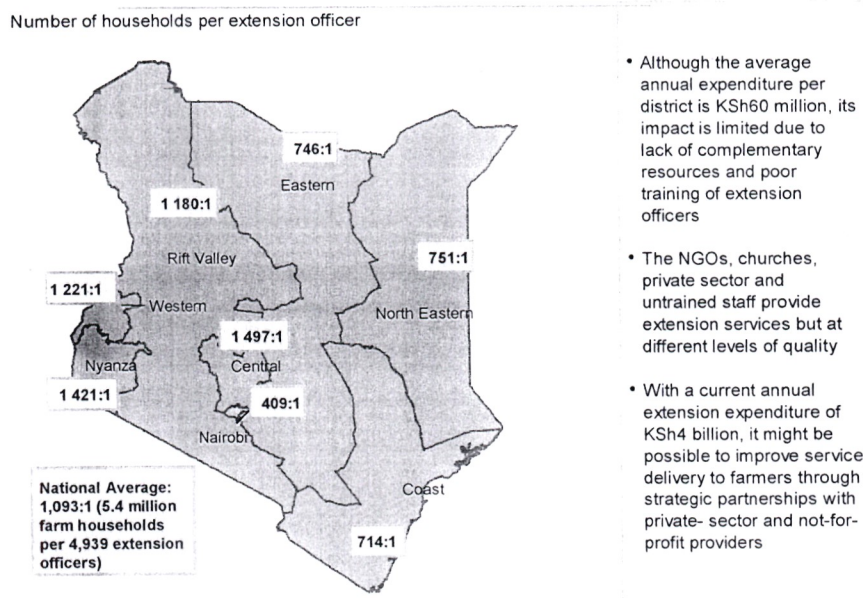 Number of households per extension officer
746:1
Eastern
1 180:1
Rift Valley
751:1
North Eastern
1 221:1
Western
1 497:1
Central
Nyanza
1 421:1
409:1
Nairobi
Coast
714:1
National Average:
1,093:1 (5.4 million
farm households
per 4,939 extension
officers)
• Although the average
annual expenditure per
district is KSh60 million, its
impact is limited due to
lack of complementary
resources and poor
training of extension
officers
• The NGOs, churches,
private sector and
untrained staff provide
extension services but at
different levels of quality
• With a current annual
extension expenditure of
KSh4 billion, it might be
possible to improve service
delivery to farmers through
strategic partnerships with
private- sector and not-for-
profit providers